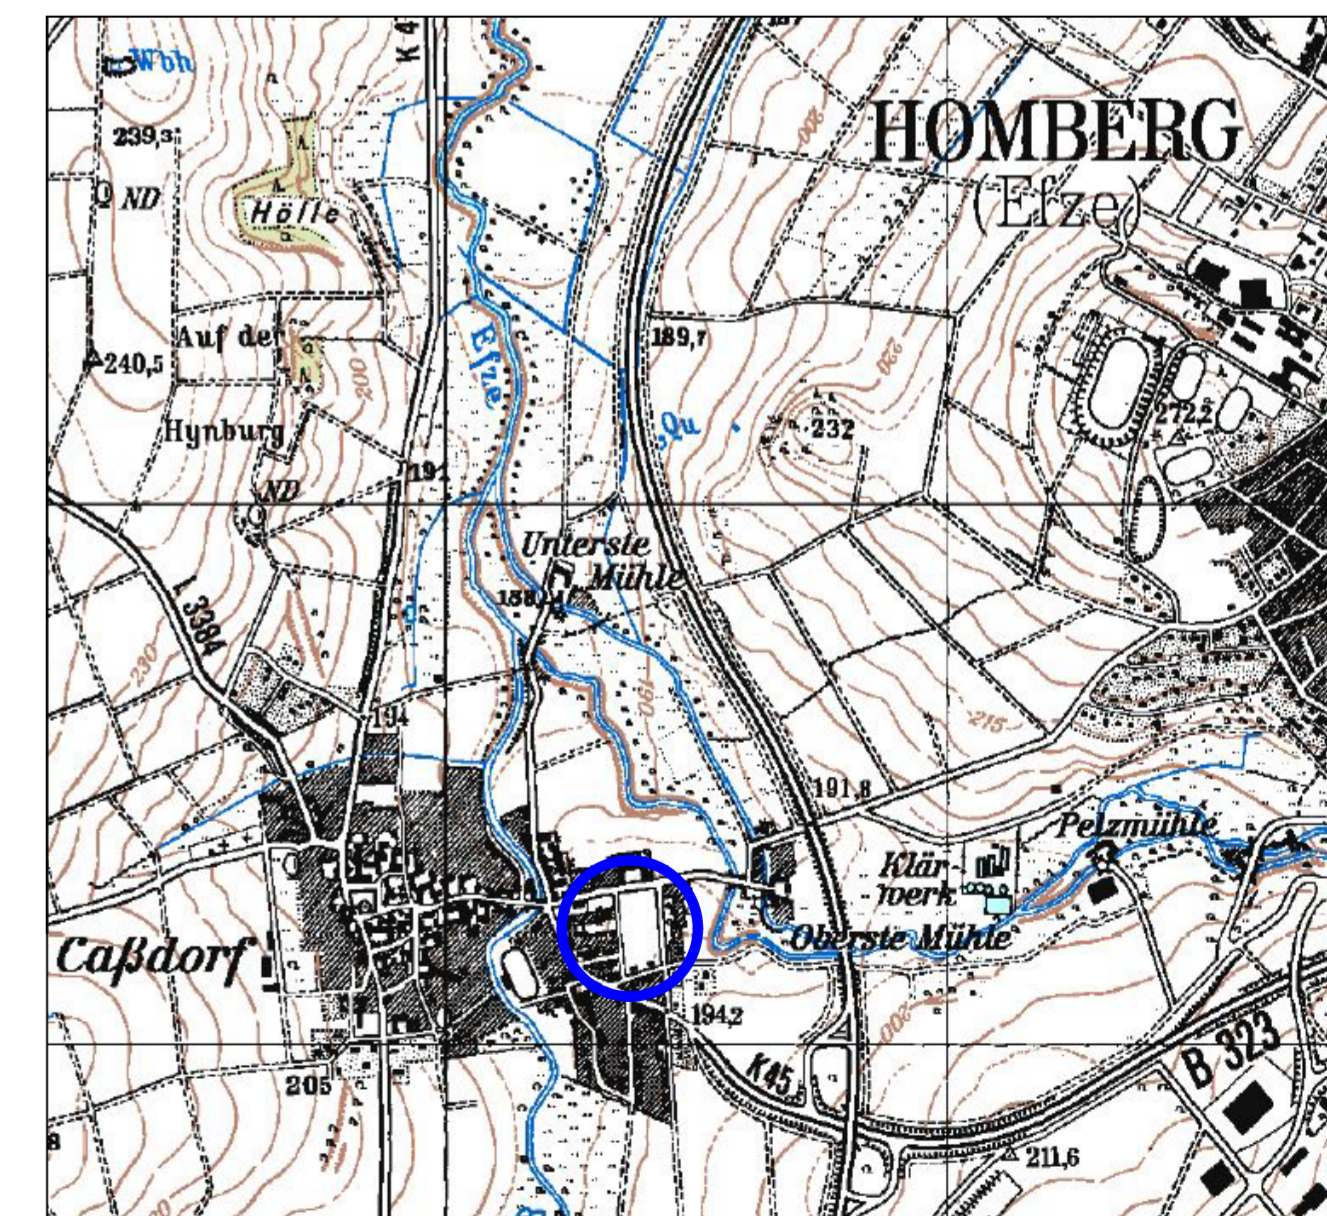 K 4
Wbh
HOMBERG
(Efze)
239,3
ND
Hölle
Auf der
240,5
200
Efze
189,7
220
Qu
232
272,2
Hynburg
191
ND
Unterste
Mühle
L 3384
230
190
194
215
191,8
Pelzmühle
Klär-
werk
Caßdorf
Oberste Mühle
194,2
200
205
K45
B 323
211,6